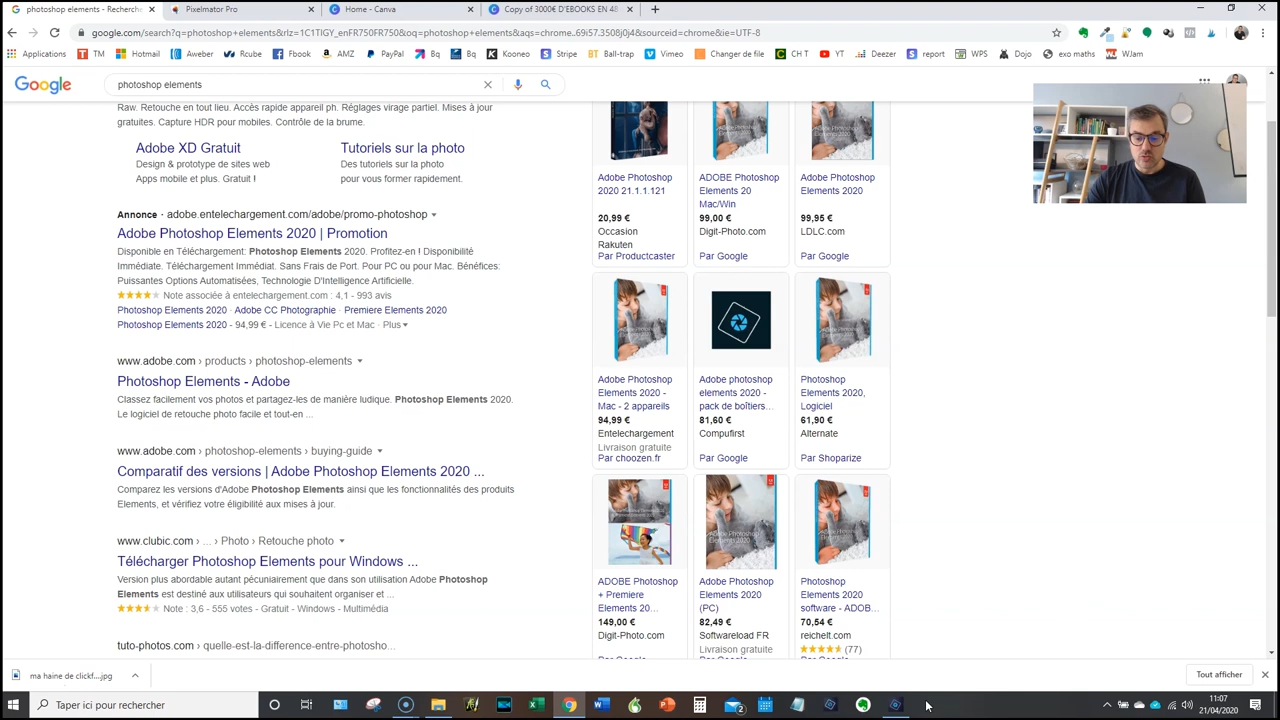 photoshop elements - Recherche
Pixelmator Pro
Home - Canva
Copy of 3000€ D'EBOOKS EN 48
google.com/search?q=photoshop+elements&rlz=1C1TIGY_enFR750FR750&oq=photoshop+elements&aqs=chrome..69i57.3508j0j4&sourceid=chrome&ie=UTF-8
Applications TM Hotmail Aweber Wcube Fbook AMZ PayPal Bq Kooneo Stripe Ball-trap Vimeo Changer de file CH T YT Deezer report WPS Dojo exo maths WJam
Google
photoshop elements
Raw. Retouche en tout lieu. Accès rapide appareil ph. Réglages virage partiel. Mises à jour
gratuites. Capture HDR pour mobiles. Contrôle de la brume.
Adobe XD Gratuit
Design & prototype de sites web
Apps mobile et plus. Gratuit !
Tutoriels sur la photo
Des tutoriels sur la photo
pour vous former rapidement.
Annonce · adobe.entelechargement.com/adobe/promo-photoshop
Adobe Photoshop Elements 2020 | Promotion
Disponible en Téléchargement: Photoshop Elements 2020. Profitez-en ! Disponibilité
Immédiate. Téléchargement Immédiat. Sans Frais de Port. Pour PC ou pour Mac. Bénéfices:
Puissantes Options Automatisées, Technologie D'Intelligence Artificielle.
Note associée à entelechargement.com : 4,1 - 993 avis
Photoshop Elements 2020 · Adobe CC Photographie · Premiere Elements 2020
Photoshop Elements 2020 - 94,99 € - Licence à Vie Pc et Mac · Plus
www.adobe.com › products › photoshop-elements
Photoshop Elements - Adobe
Classez facilement vos photos et partagez-les de manière ludique. Photoshop Elements 2020.
Le logiciel de retouche photo facile et tout-en ...
www.adobe.com › photoshop-elements › buying-guide
Comparatif des versions | Adobe Photoshop Elements 2020 ...
Comparez les versions d'Adobe Photoshop Elements ainsi que les fonctionnalités des produits
Elements, et vérifiez votre éligibilité aux mises à jour.
www.clubic.com › ... › Photo › Retouche photo
Télécharger Photoshop Elements pour Windows ...
Version plus abordable autant pécuniairement que dans son utilisation Adobe Photoshop
Elements est destiné aux utilisateurs qui souhaitent organiser et ...
Note : 3,6 - 555 votes - Gratuit - Windows - Multimédia
tuto-photos.com › quelle-est-la-difference-entre-photosho...
Adobe Photoshop
2020 21.1.1.121
20,99 €
Occasion
Rakuten
Par Productcaster
ADOBE Photoshop
Elements 20
Mac/Win
99,00 €
Digit-Photo.com
Par Google
Adobe Photoshop
Elements 2020
99,95 €
LDLC.com
Par Google
Adobe Photoshop
Elements 2020 -
Mac - 2 appareils
94,99 €
Entelechargement
Livraison gratuite
Par choozen.fr
Adobe photoshop
elements 2020 -
pack de boîtiers...
81,60 €
Compufirst
Par Google
Photoshop
Elements 2020,
Logiciel
61,90 €
Alternate
Par Shoparize
ADOBE Photoshop
+ Premiere
Elements 20...
149,00 €
Digit-Photo.com
Adobe Photoshop
Elements 2020
(PC)
82,49 €
Softwareload FR
Livraison gratuite
Photoshop
Elements 2020
software - ADOB...
70,54 €
reichelt.com
(77)
ma haine de clickf....jpg
Tout afficher
Taper ici pour rechercher
11:07
21/04/2020